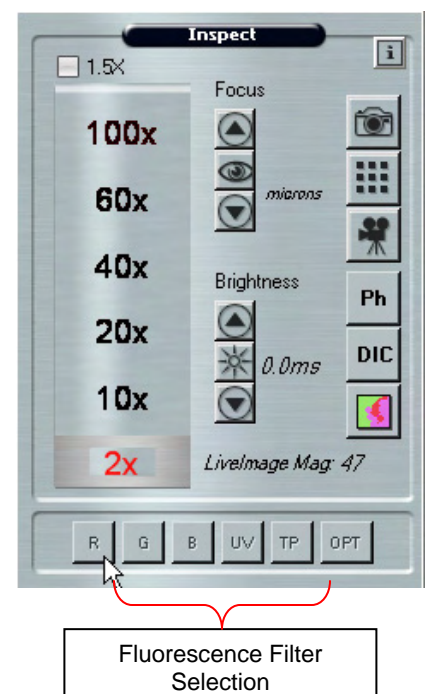 Inspect
i
1.5X
Focus
100x
60x
microns
40x
Brightness
Ph
20x
0.0ms
DIC
10x
2x
LiveImage Mag: 47
R G B UV TP OPT
Fluorescence Filter
Selection